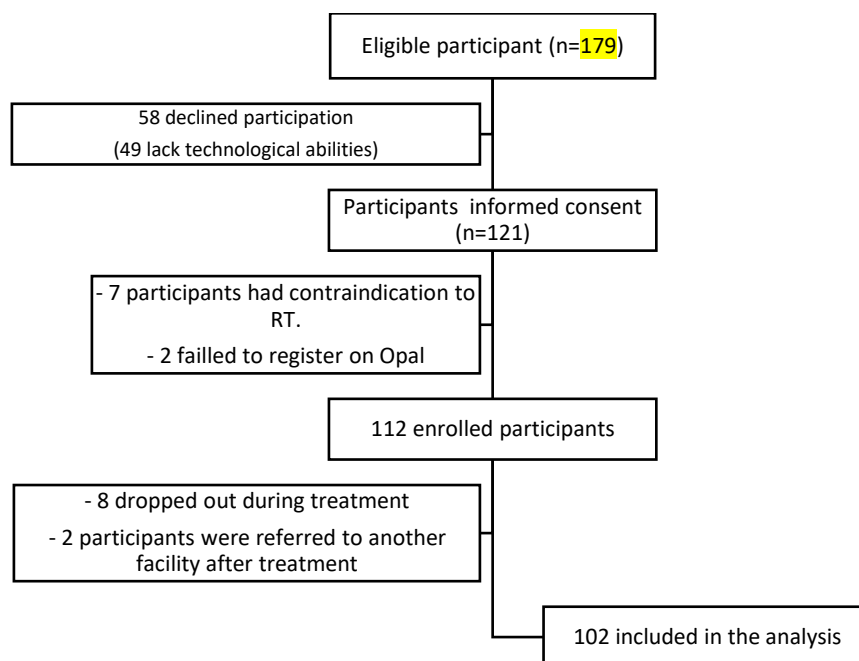 Eligible participant (n=179)
58 declined participation
(49 lack technological abilities)
Participants informed consent
(n=121)
- 7 participants had contraindication to
RT.
- 2 failled to register on Opal
112 enrolled participants
- 8 dropped out during treatment
- 2 participants were referred to another
facility after treatment
102 included in the analysis